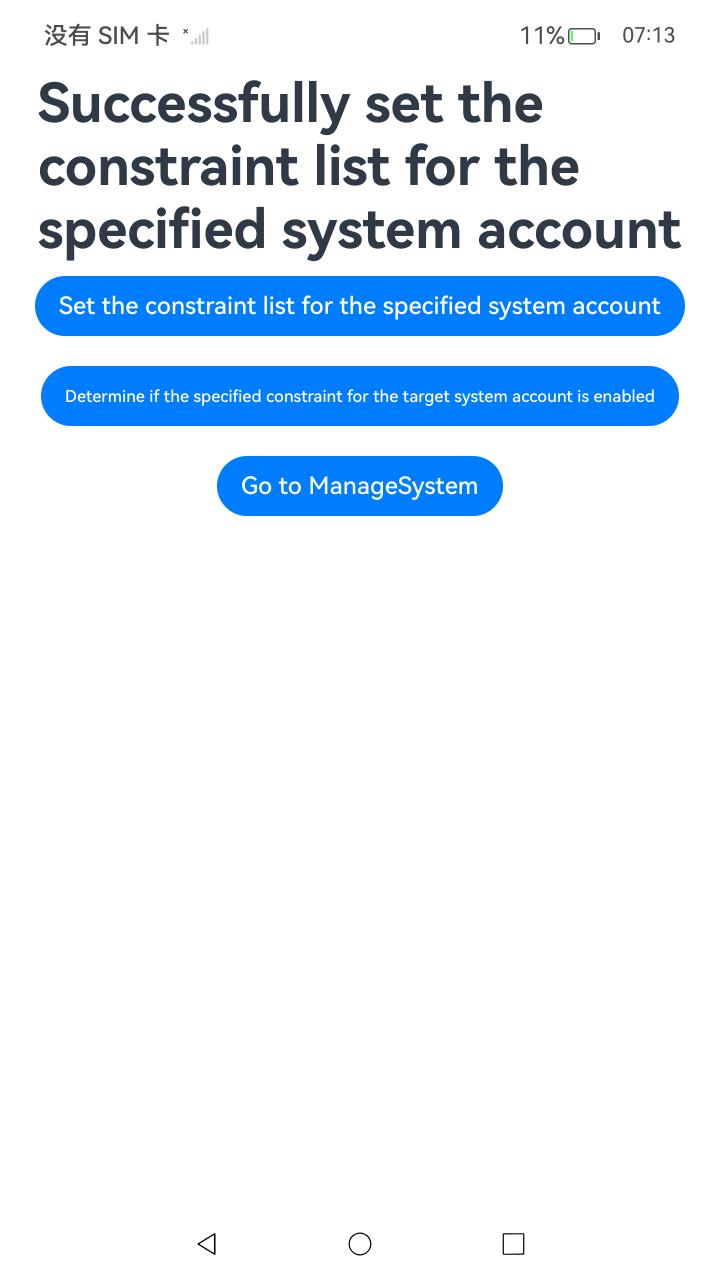 没有 SIM 卡 11% 07:13
Successfully set the
constraint list for the
specified system account
Set the constraint list for the specified system account
Determine if the specified constraint for the target system account is enabled
Go to ManageSystem